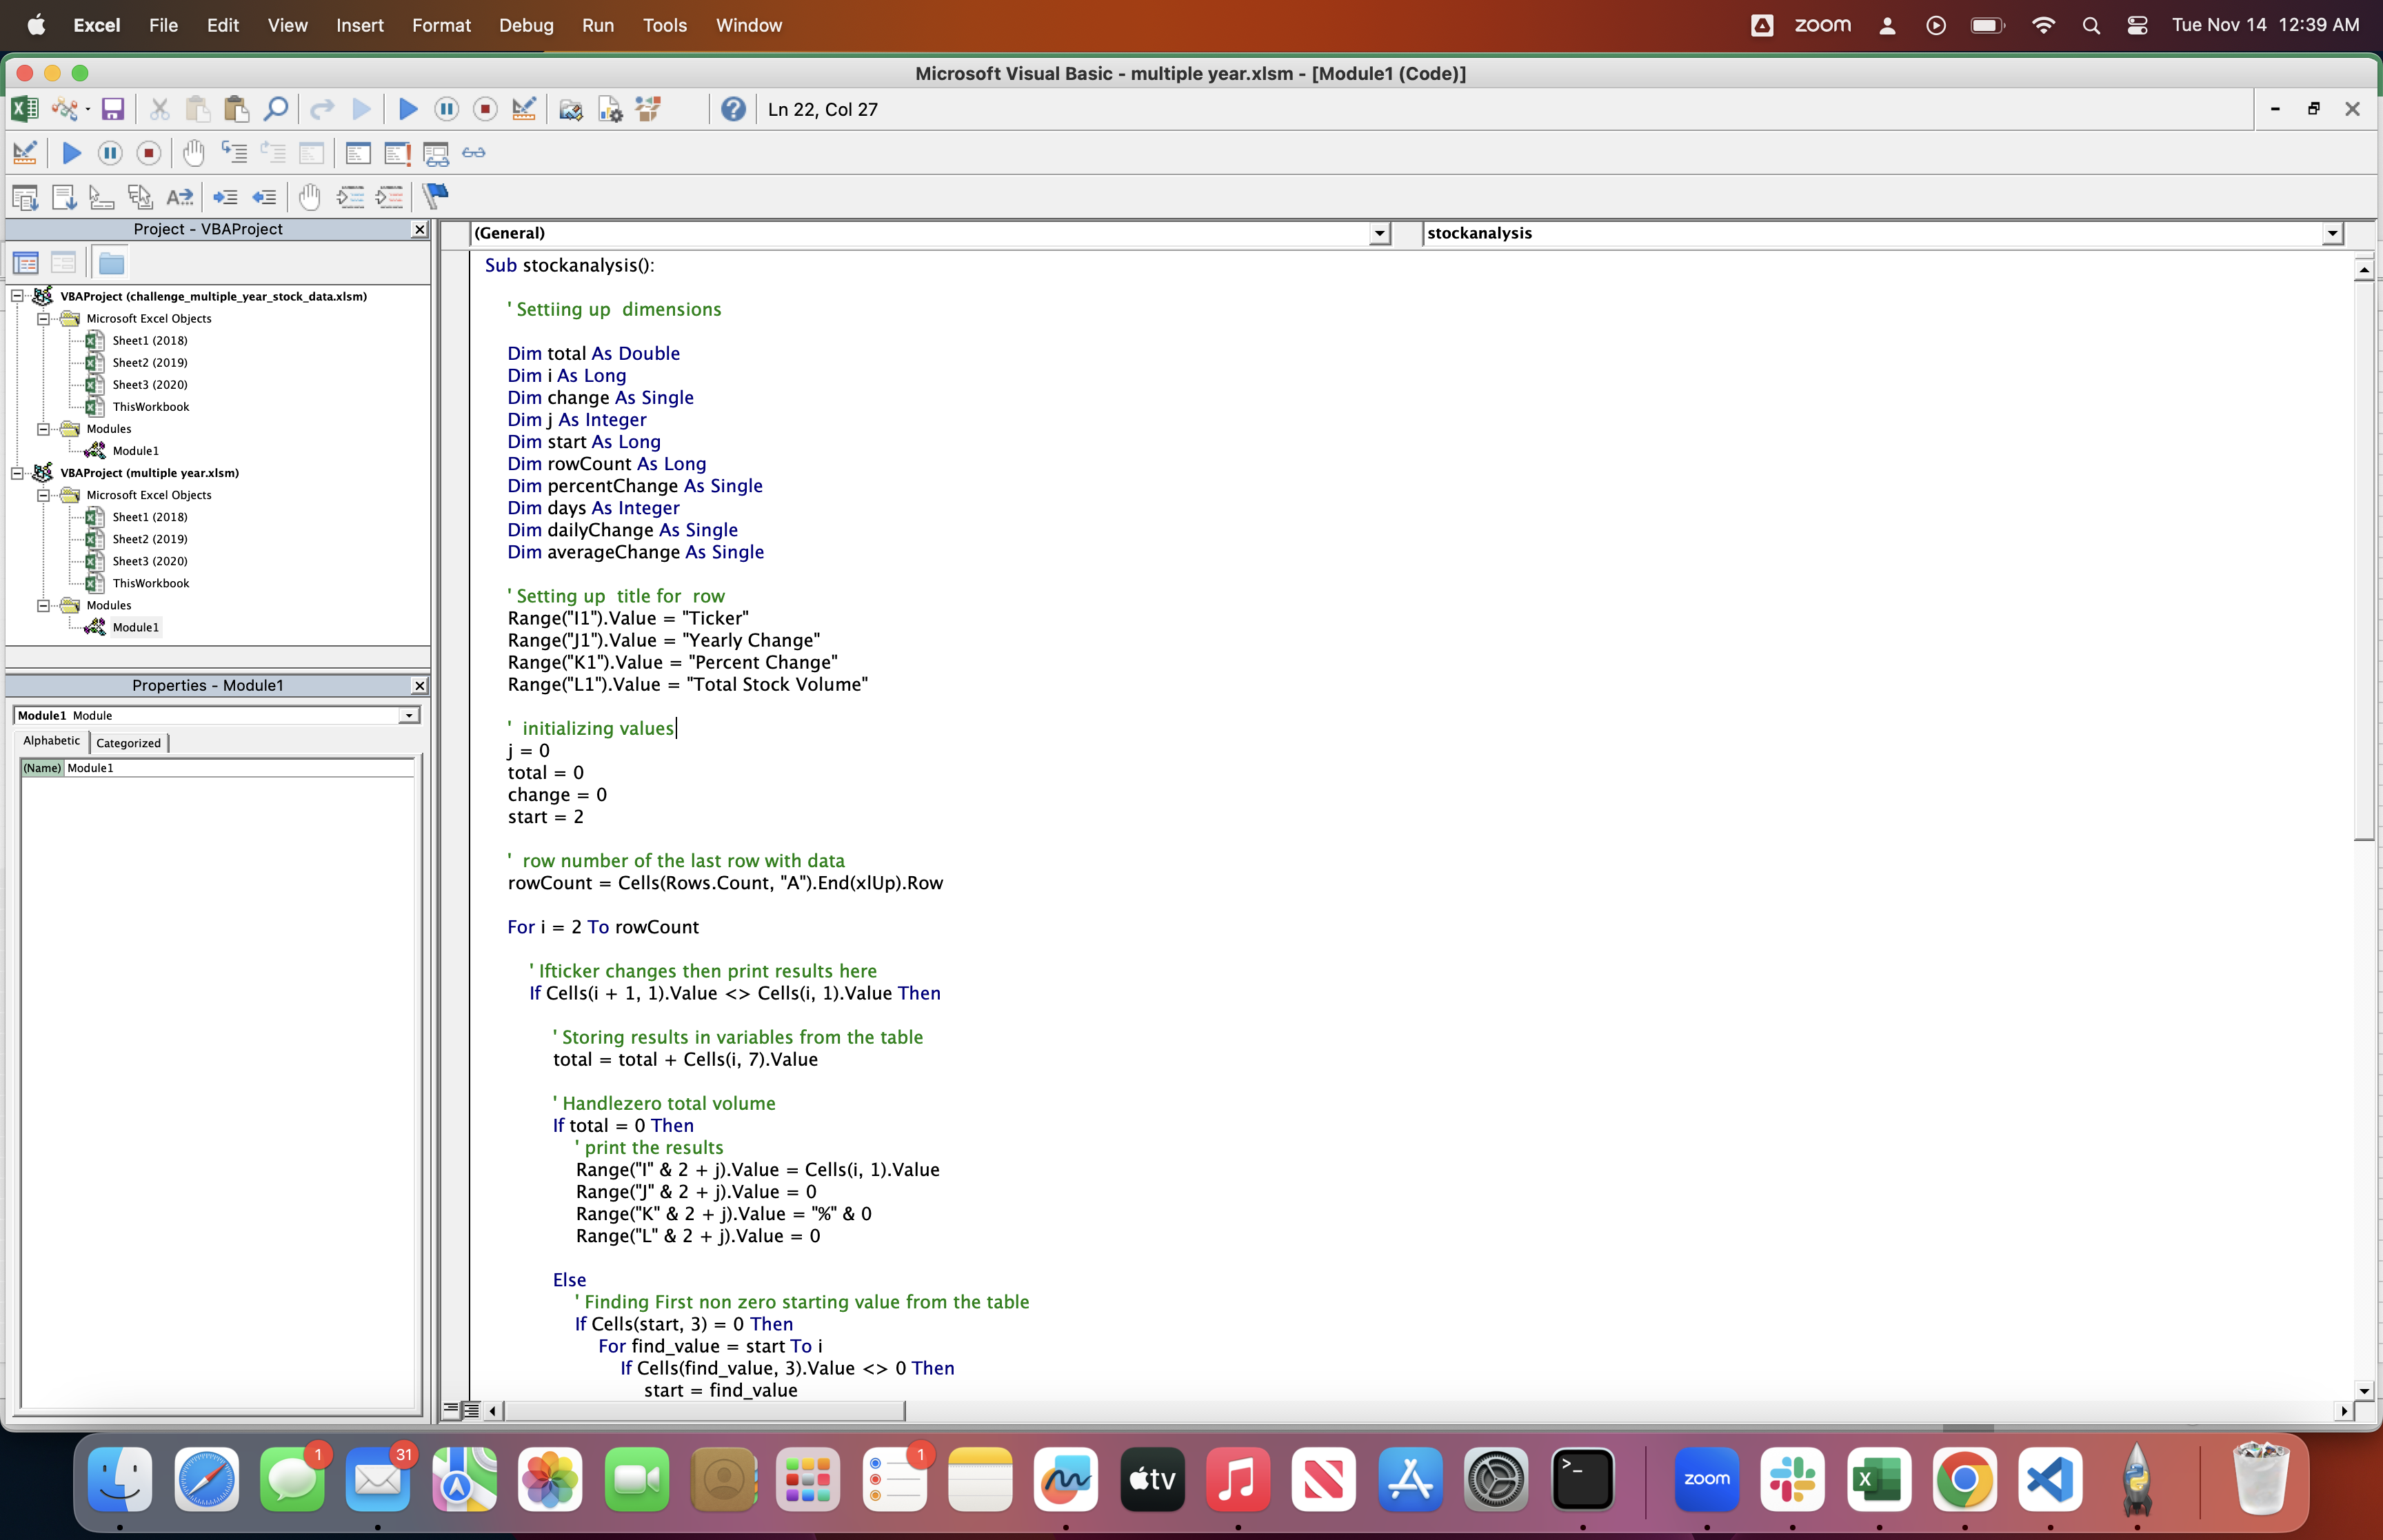 Excel File Edit View Insert Format Debug Run Tools Window zoom Tue Nov 14 12:39 AM
Microsoft Visual Basic - multiple year.xlsm - [Module1 (Code)]
Ln 22, Col 27
Project - VBAProject
(General) stockanalysis
VBAProject (challenge_multiple_year_stock_data.xlsm)
Microsoft Excel Objects
Sheet1 (2018)
Sheet2 (2019)
Sheet3 (2020)
ThisWorkbook
Modules
Module1
VBAProject (multiple year.xlsm)
Microsoft Excel Objects
Sheet1 (2018)
Sheet2 (2019)
Sheet3 (2020)
ThisWorkbook
Modules
Module1
Properties - Module1
Module1 Module
Alphabetic Categorized
(Name) Module1
Sub stockanalysis():
' Settiing up  dimensions
Dim total As Double
Dim i As Long
Dim change As Single
Dim j As Integer
Dim start As Long
Dim rowCount As Long
Dim percentChange As Single
Dim days As Integer
Dim dailyChange As Single
Dim averageChange As Single
' Setting up  title for  row
Range("I1").Value = "Ticker"
Range("J1").Value = "Yearly Change"
Range("K1").Value = "Percent Change"
Range("L1").Value = "Total Stock Volume"
'  initializing values
j = 0
total = 0
change = 0
start = 2
'  row number of the last row with data
rowCount = Cells(Rows.Count, "A").End(xlUp).Row
For i = 2 To rowCount
' Ifticker changes then print results here
If Cells(i + 1, 1).Value <> Cells(i, 1).Value Then
' Storing results in variables from the table
total = total + Cells(i, 7).Value
' Handlezero total volume
If total = 0 Then
' print the results
Range("I" & 2 + j).Value = Cells(i, 1).Value
Range("J" & 2 + j).Value = 0
Range("K" & 2 + j).Value = "%" & 0
Range("L" & 2 + j).Value = 0
Else
' Finding First non zero starting value from the table
If Cells(start, 3) = 0 Then
For find_value = start To i
If Cells(find_value, 3).Value <> 0 Then
start = find_value
1
31
1
tv
zoom